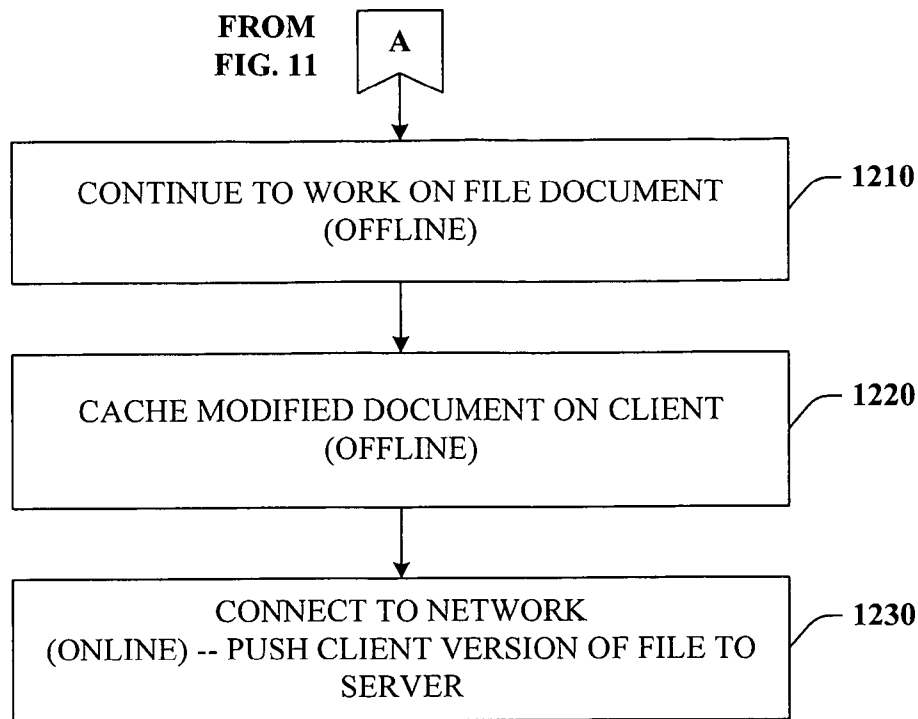 FROM
FIG. 11
A
CONTINUE TO WORK ON FILE DOCUMENT
(OFFLINE)
1210
CACHE MODIFIED DOCUMENT ON CLIENT
(OFFLINE)
1220
CONNECT TO NETWORK
(ONLINE) -- PUSH CLIENT VERSION OF FILE TO
SERVER
1230